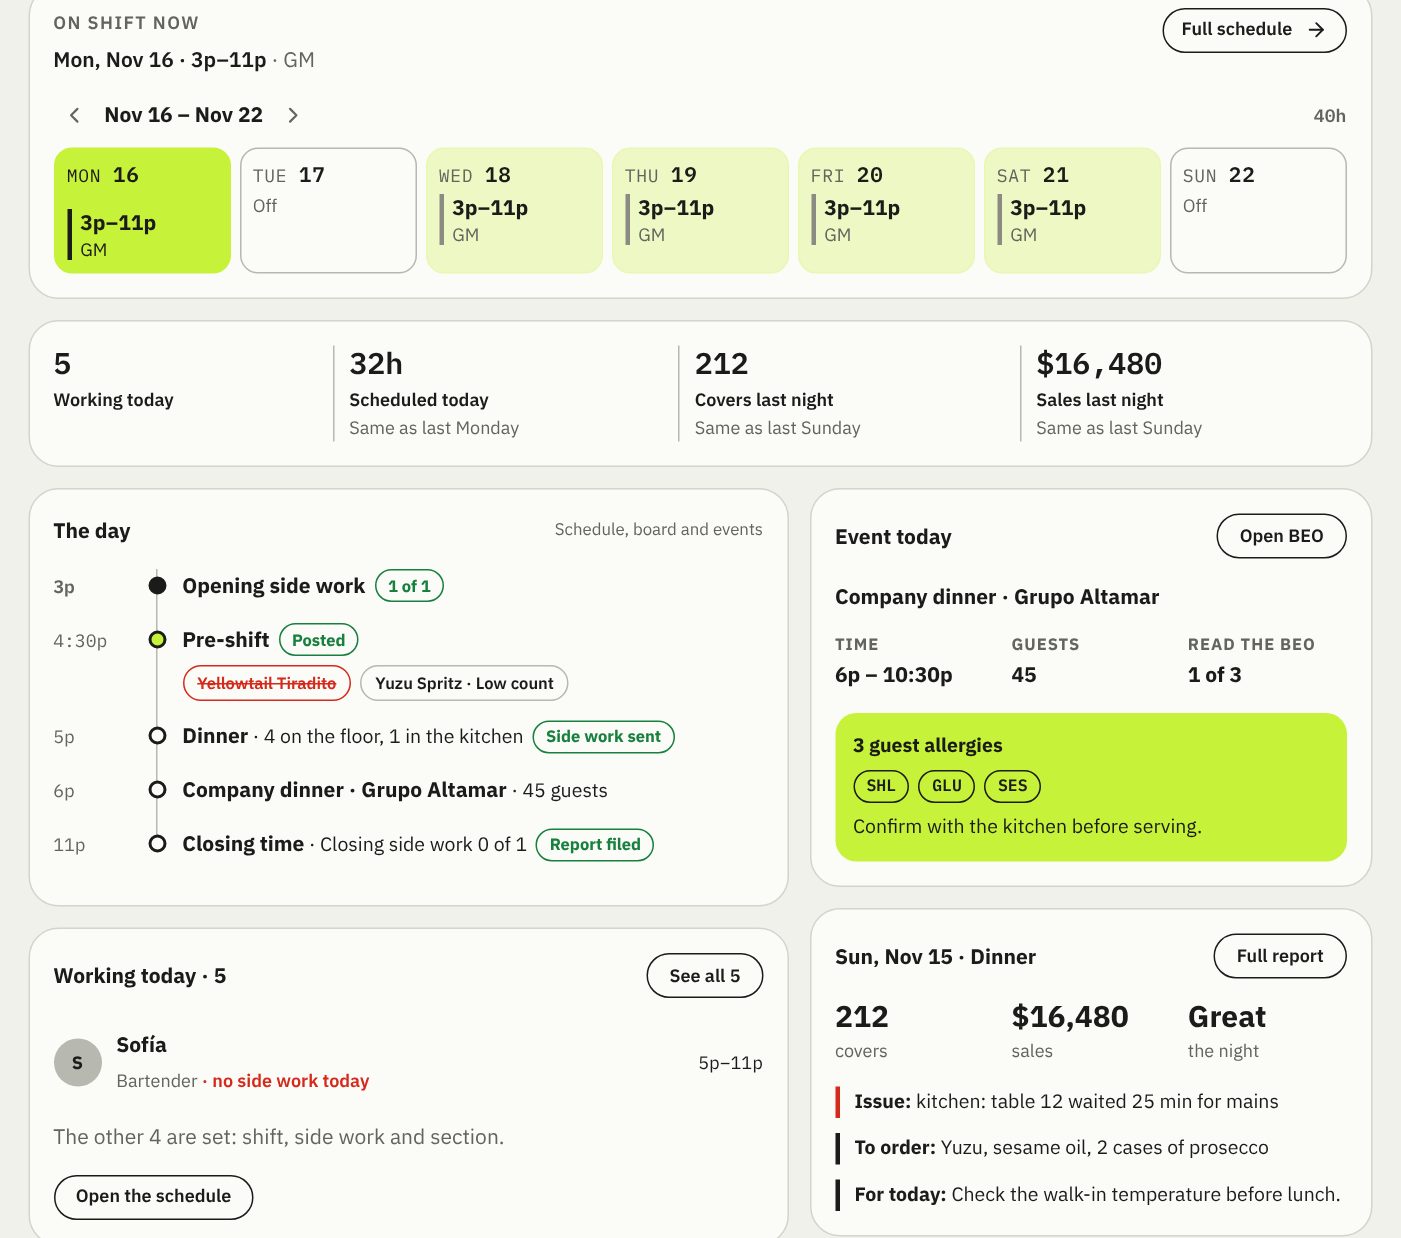 ON SHIFT NOW
Full schedule →
Mon, Nov 16 · 3p–11p · GM
Nov 16 – Nov 22
40h
MON 16
3p–11p
GM
TUE 17
Off
WED 18
3p–11p
GM
THU 19
3p–11p
GM
FRI 20
3p–11p
GM
SAT 21
3p–11p
GM
SUN 22
Off
5
Working today
32h
Scheduled today
Same as last Monday
212
Covers last night
Same as last Sunday
$16,480
Sales last night
Same as last Sunday
The day
Schedule, board and events
3p Opening side work 1 of 1
4:30p Pre-shift Posted
Yellowtail Tiradito Yuzu Spritz · Low count
5p Dinner · 4 on the floor, 1 in the kitchen Side work sent
6p Company dinner · Grupo Altamar · 45 guests
11p Closing time · Closing side work 0 of 1 Report filed
Event today
Open BEO
Company dinner · Grupo Altamar
TIME
6p – 10:30p
GUESTS
45
READ THE BEO
1 of 3
3 guest allergies
SHL GLU SES
Confirm with the kitchen before serving.
Working today · 5
See all 5
S
Sofía
Bartender · no side work today
5p–11p
The other 4 are set: shift, side work and section.
Open the schedule
Sun, Nov 15 · Dinner
Full report
212
covers
$16,480
sales
Great
the night
Issue: kitchen: table 12 waited 25 min for mains
To order: Yuzu, sesame oil, 2 cases of prosecco
For today: Check the walk-in temperature before lunch.